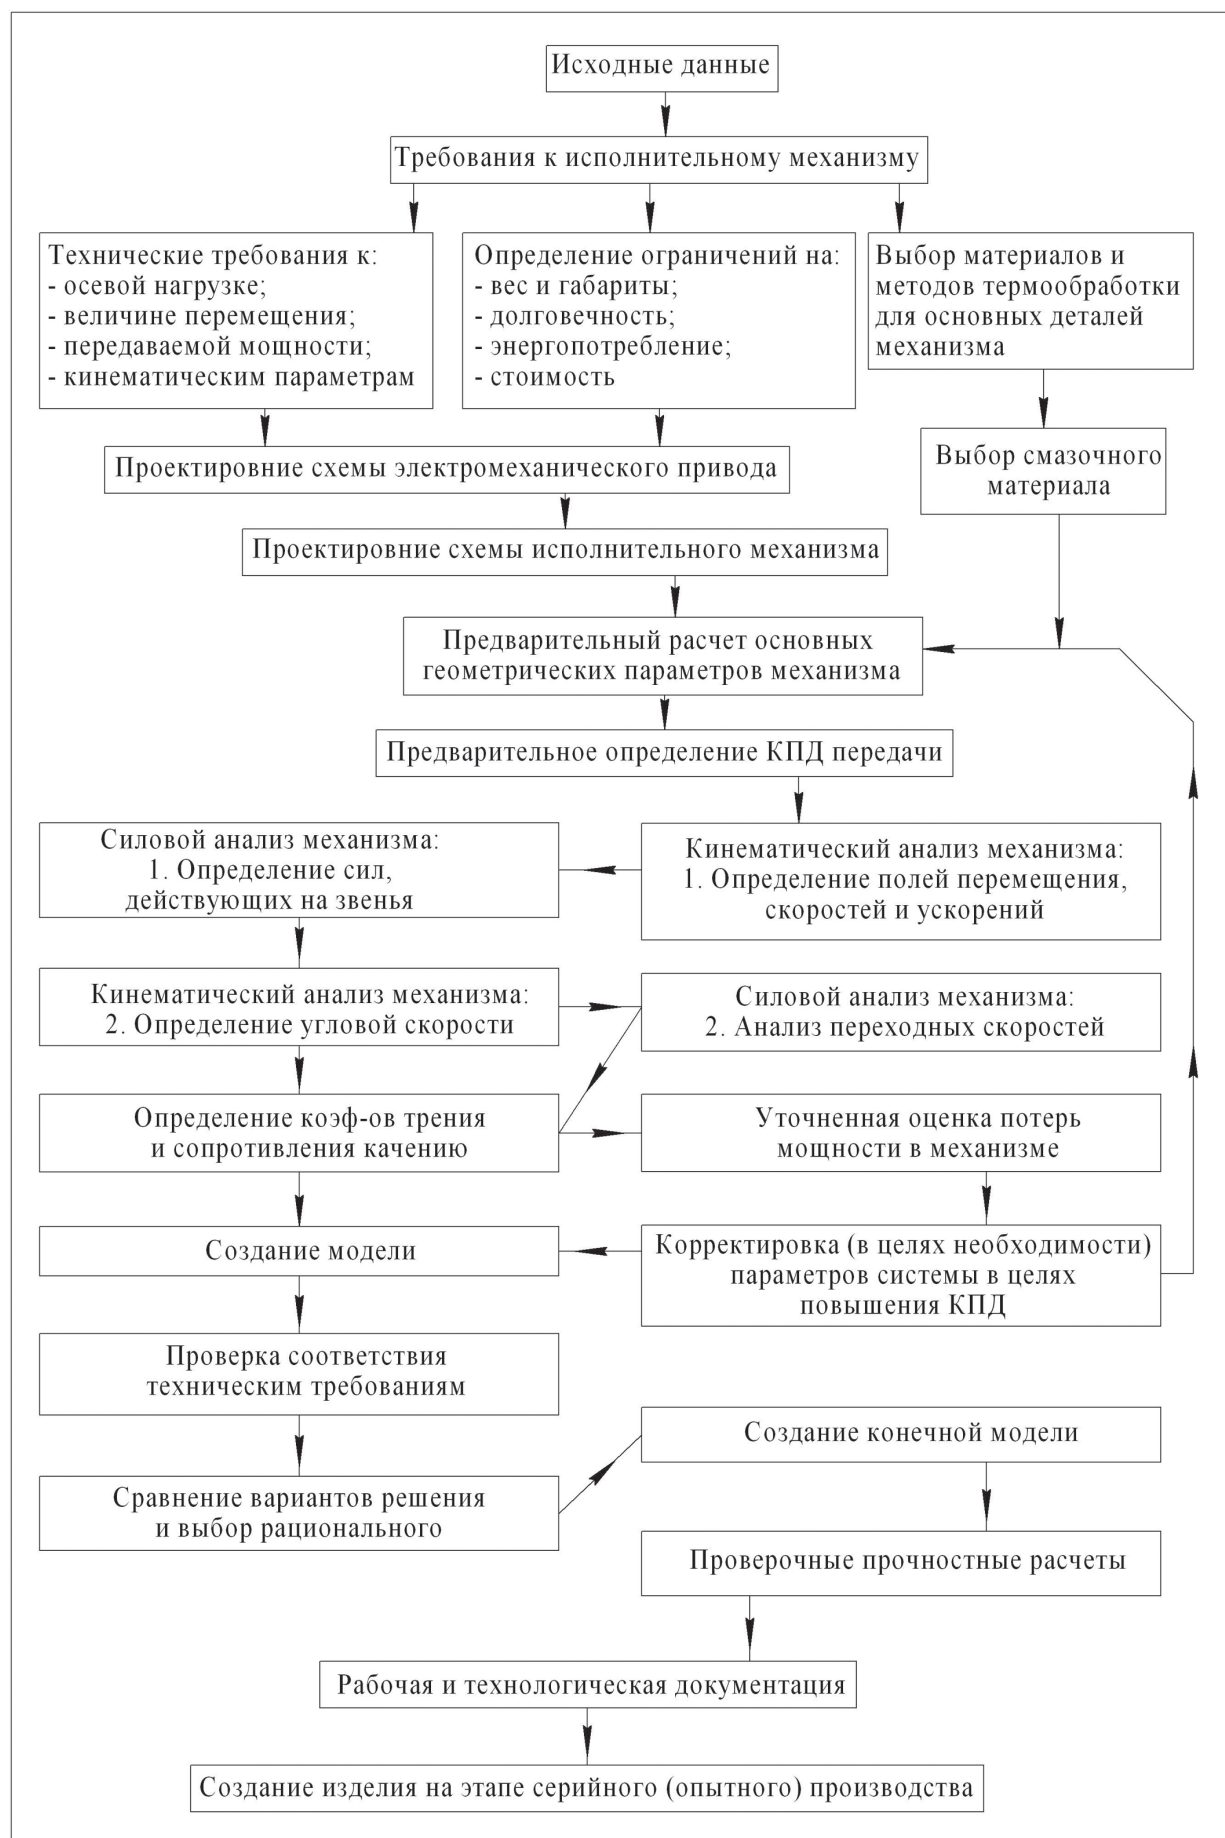 Исходные данные
Требования к исполнительному механизму
Технические требования к:
- осевой нагрузке;
- величине перемещения;
- передаваемой мощности;
- кинематическим параметрам
Определение ограничений на:
- вес и габариты;
- долговечность;
- энергопотребление;
- стоимость
Выбор материалов и
методов термообработки
для основных деталей
механизма
Проектировние схемы электромеханического привода
Выбор смазочного
материала
Проектировние схемы исполнительного механизма
Предварительный расчет основных
геометрических параметров механизма
Предварительное определение КПД передачи
Силовой анализ механизма:
1. Определение сил,
действующих на звенья
Кинематический анализ механизма:
1. Определение полей перемещения,
скоростей и ускорений
Кинематический анализ механизма:
2. Определение угловой скорости
Силовой анализ механизма:
2. Анализ переходных скоростей
Определение коэф-ов трения
и сопротивления качению
Уточненная оценка потерь
мощности в механизме
Создание модели
Корректировка (в целях необходимости)
параметров системы в целях
повышения КПД
Проверка соответствия
техническим требованиям
Создание конечной модели
Сравнение вариантов решения
и выбор рационального
Проверочные прочностные расчеты
Рабочая и технологическая документация
Создание изделия на этапе серийного (опытного) производства